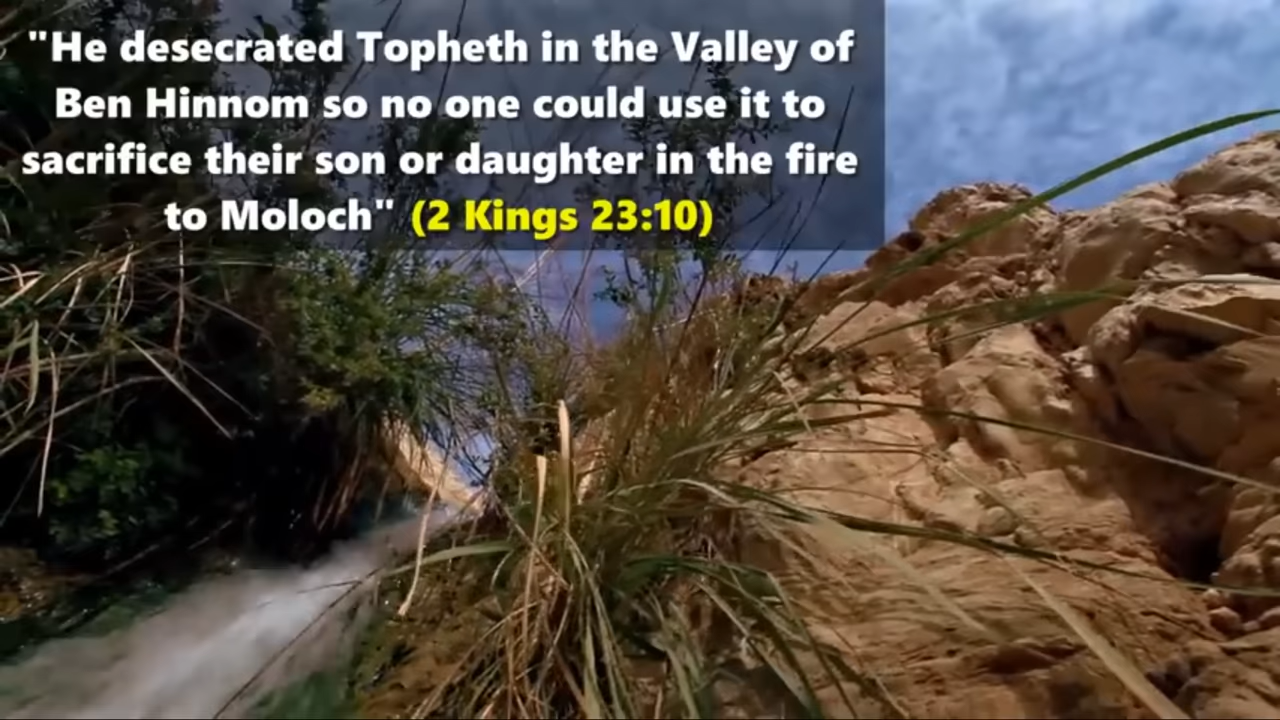 "He desecrated Topheth in the Valley of
Ben Hinnom so no one could use it to
sacrifice their son or daughter in the fire
to Moloch" (2 Kings 23:10)